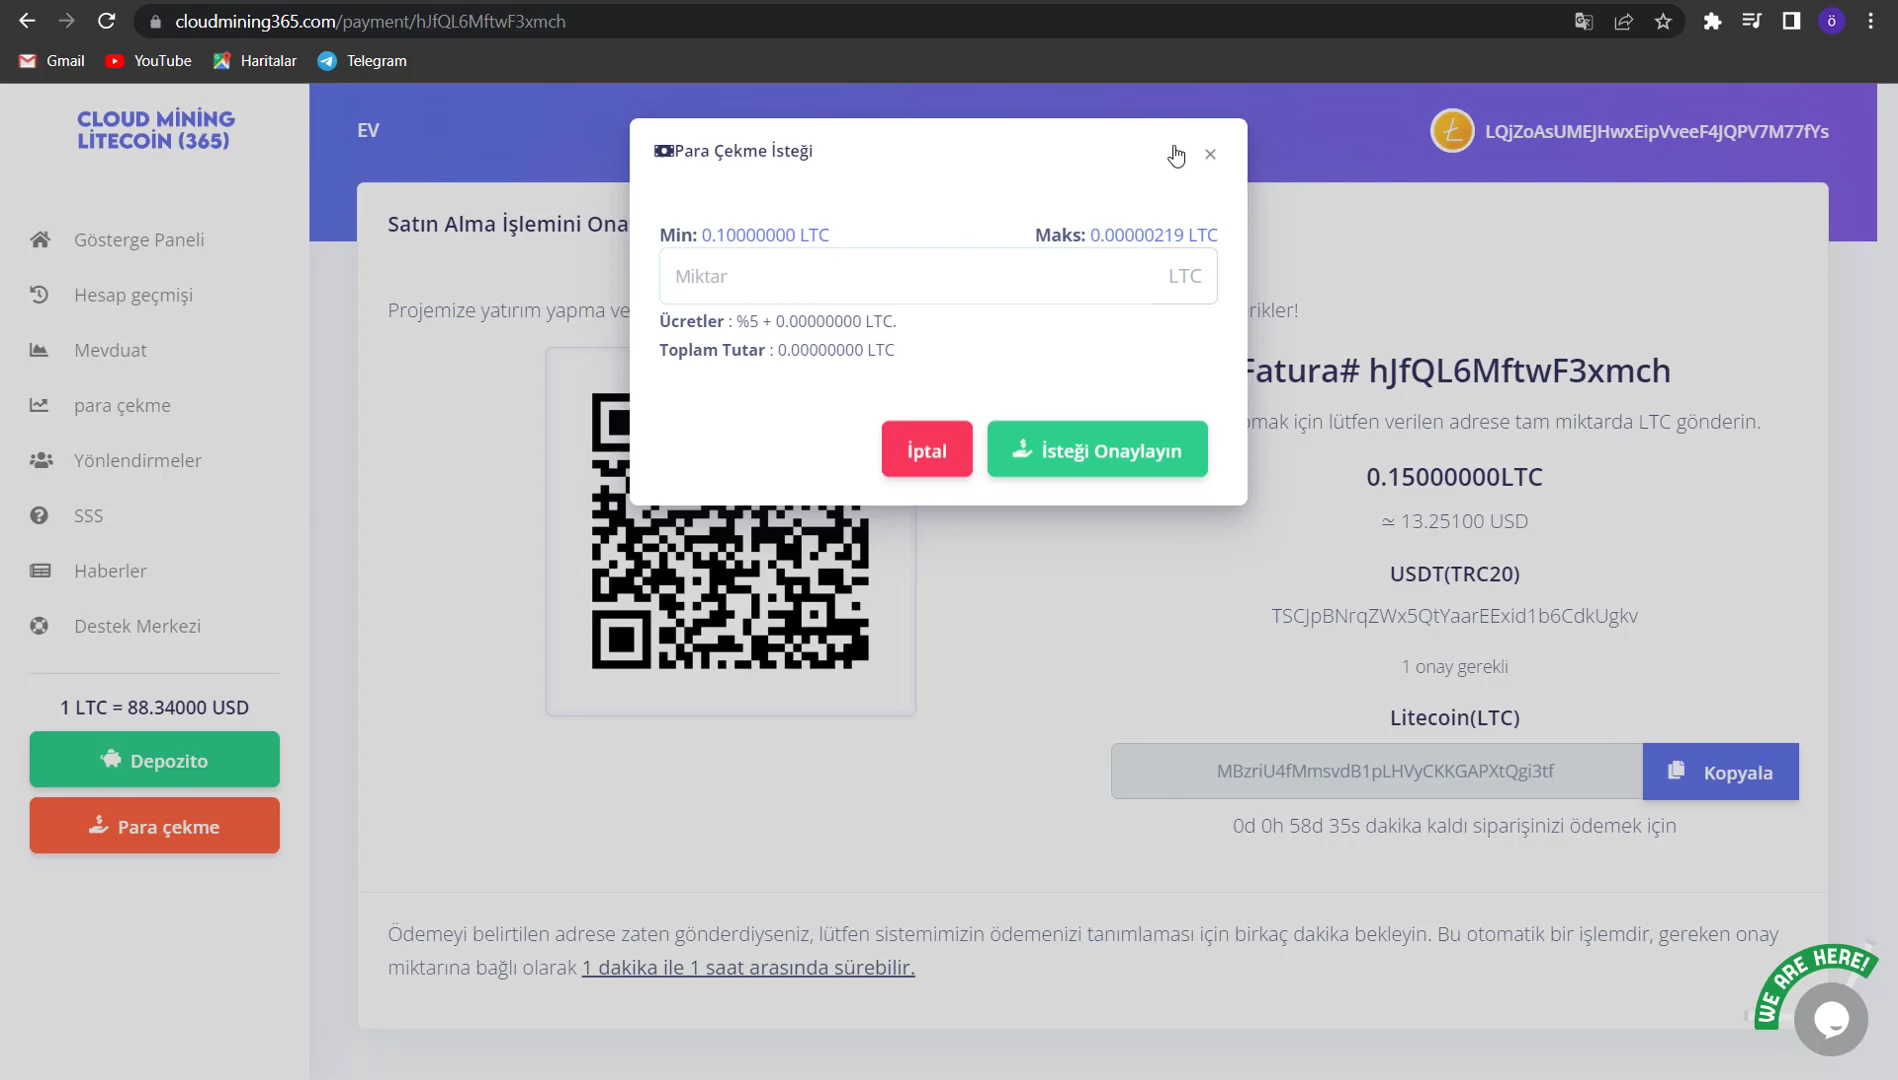 cloudmining365.com/payment/hJfQL6MftwF3xmch
ö
Gmail
YouTube
Haritalar
Telegram
CLOUD MİNİNG
LİTECOİN (365)
EV
LQjZoAsUMEJHwxEipVveeF4JQPV7M77fYs
Gösterge Paneli
Hesap geçmişi
Mevduat
para çekme
Yönlendirmeler
SSS
Haberler
Destek Merkezi
1 LTC = 88.34000 USD
Depozito
Para çekme
Para Çekme İsteği
×
Min: 0.10000000 LTC
Maks: 0.00000219 LTC
Miktar
LTC
Ücretler : %5 + 0.00000000 LTC.
Toplam Tutar : 0.00000000 LTC
İptal
İsteği Onaylayın
Satın Alma İşlemini Ona
Projemize yatırım yapma ve
rikler!
Fatura# hJfQL6MftwF3xmch
pmak için lütfen verilen adrese tam miktarda LTC gönderin.
0.15000000LTC
≃ 13.25100 USD
USDT(TRC20)
TSCJpBNrqZWx5QtYaarEExid1b6CdkUgkv
1 onay gerekli
Litecoin(LTC)
MBzriU4fMmsvdB1pLHVyCKKGAPXtQgi3tf
Kopyala
0d 0h 58d 35s dakika kaldı siparişinizi ödemek için
Ödemeyi belirtilen adrese zaten gönderdiyseniz, lütfen sistemimizin ödemenizi tanımlaması için birkaç dakika bekleyin. Bu otomatik bir işlemdir, gereken onay
miktarına bağlı olarak 1 dakika ile 1 saat arasında sürebilir.
WE ARE HERE!